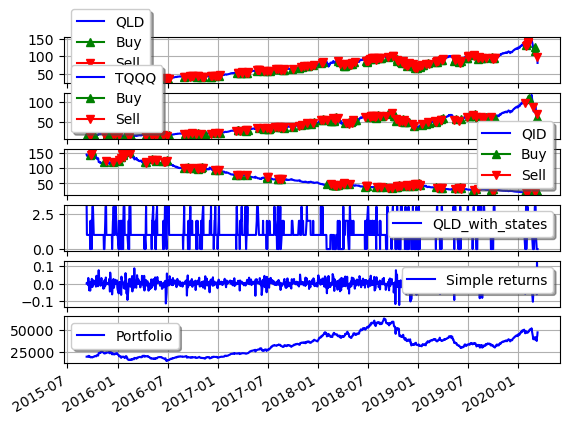 QLD
Buy
Sell
150
100
50
TQQQ
Buy
Sell
100
50
QID
Buy
Sell
150
100
50
2.5
0.0
QLD_with_states
0.1
0.0
−0.1
Simple returns
50000
25000
Portfolio
2015-07
2016-01
2016-07
2017-01
2017-07
2018-01
2018-07
2019-01
2019-07
2020-01